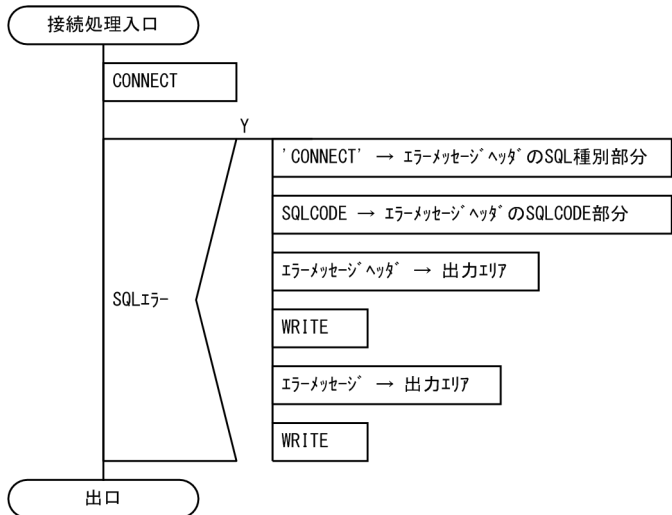 接続処理入口
CONNECT
Y
'CONNECT' → ｴﾗｰﾒｯｾｰｼﾞﾍｯﾀﾞのSQL種別部分
SQLCODE → ｴﾗｰﾒｯｾｰｼﾞﾍｯﾀﾞのSQLCODE部分
ｴﾗｰﾒｯｾｰｼﾞﾍｯﾀﾞ → 出力ｴﾘｱ
SQLｴﾗｰ
WRITE
ｴﾗｰﾒｯｾｰｼﾞ → 出力ｴﾘｱ
WRITE
出口